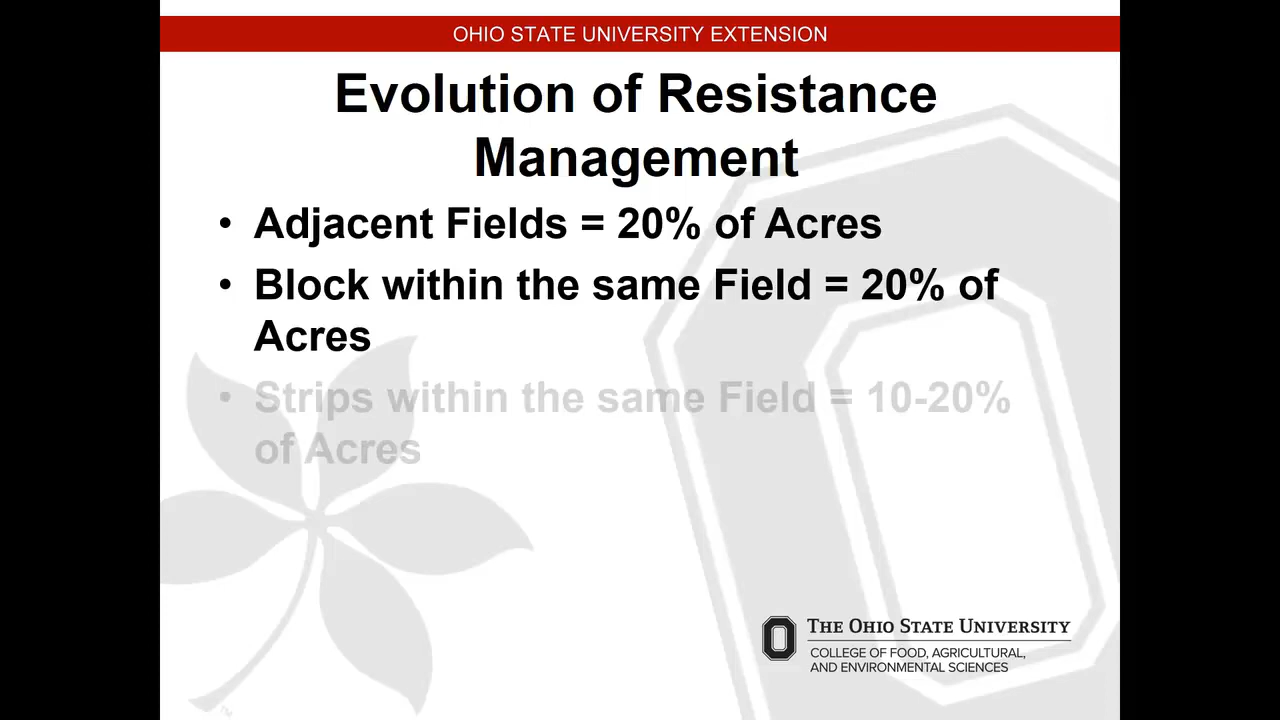 OHIO STATE UNIVERSITY EXTENSION
Evolution of Resistance
Management
• Adjacent Fields = 20% of Acres
• Block within the same Field = 20% of
Acres
• Strips within the same Field = 10-20%
of Acres
THE OHIO STATE UNIVERSITY
COLLEGE OF FOOD, AGRICULTURAL,
AND ENVIRONMENTAL SCIENCES
TM